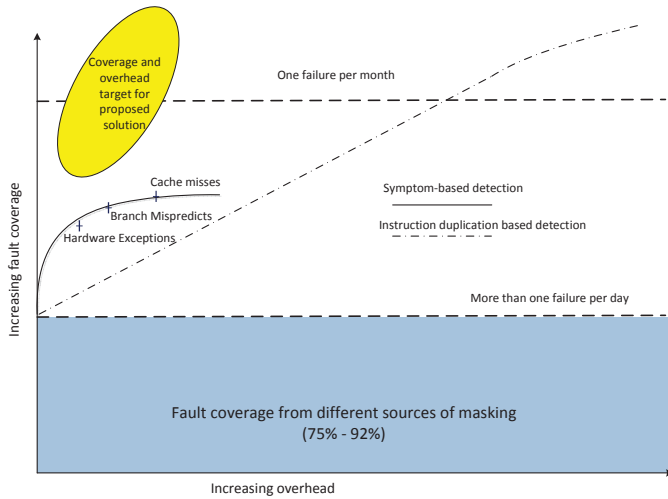 Coverage and
overhead
target for
proposed
solution
One failure per month
Cache misses
Branch Mispredicts
Hardware Exceptions
Symptom-based detection
Instruction duplication based detection
More than one failure per day
Increasing fault coverage
Fault coverage from different sources of masking
(75% - 92%)
Increasing overhead